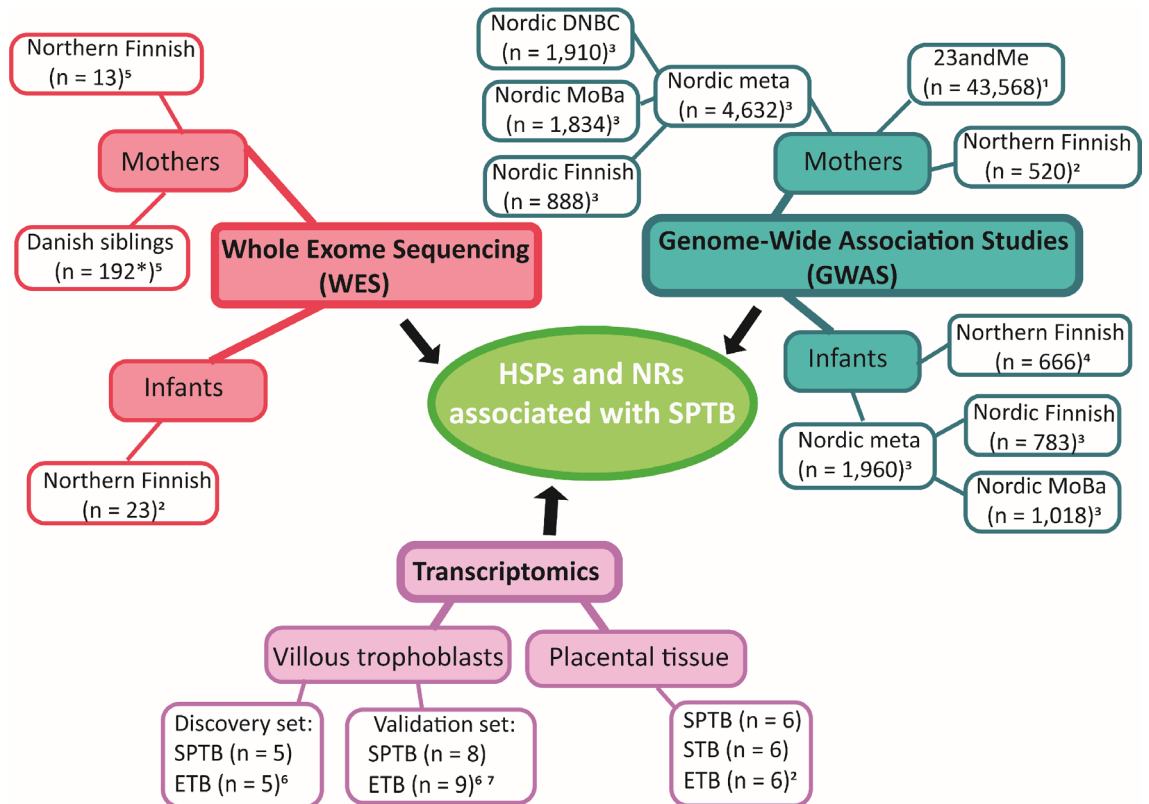 Northern Finnish
(n = 13)⁵
Mothers
Danish siblings
(n = 192*)⁵
Whole Exome Sequencing
(WES)
Infants
Northern Finnish
(n = 23)²
Nordic DNBC
(n = 1,910)³
Nordic MoBa
(n = 1,834)³
Nordic Finnish
(n = 888)³
Nordic meta
(n = 4,632)³
23andMe
(n = 43,568)¹
Mothers
Northern Finnish
(n = 520)²
Genome-Wide Association Studies
(GWAS)
Infants
Northern Finnish
(n = 666)⁴
Nordic meta
(n = 1,960)³
Nordic Finnish
(n = 783)³
Nordic MoBa
(n = 1,018)³
HSPs and NRs
associated with SPTB
Transcriptomics
Villous trophoblasts
Placental tissue
Discovery set:
SPTB (n = 5)
ETB (n = 5)⁶
Validation set:
SPTB (n = 8)
ETB (n = 9)⁶ ⁷
SPTB (n = 6)
STB (n = 6)
ETB (n = 6)²